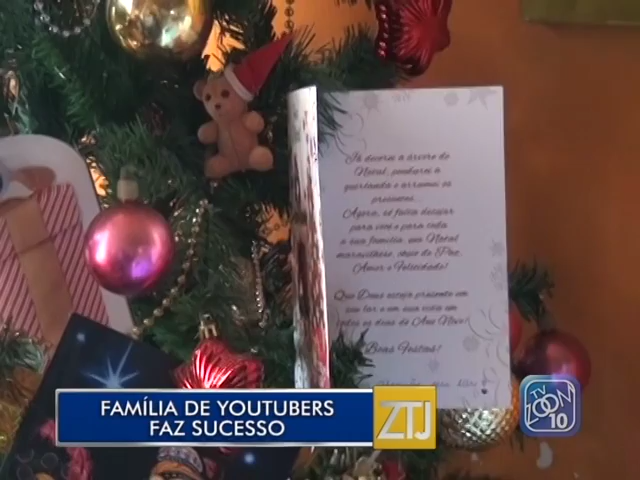 Já decorei a árvore de
Natal, pendurei a
guirlanda e arrumei os
presentes...
Agora, só falta desejar
para você e para toda
a sua família, um Natal
maravilhoso, cheio de Paz,
Amor e Felicidade!
Que Deus esteja presente em
seu lar e em sua vida em
todos os dias do Ano Novo!
Boas Festas!
FAMÍLIA DE YOUTUBERS
FAZ SUCESSO
ZTJ
TV
ZOOM
10